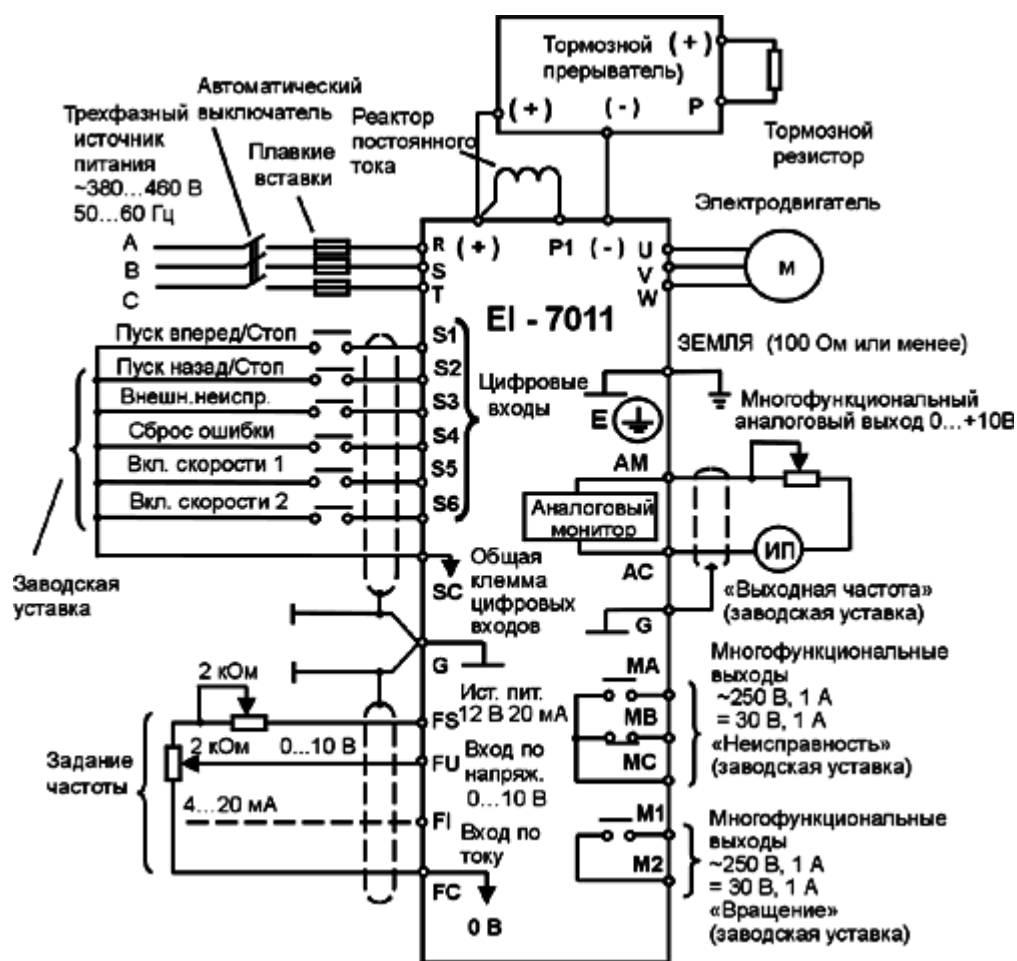 Тормозной (+)
прерыватель)
(+)
(-)
P
Тормозной
резистор
Автоматический
выключатель
Трехфазный
источник
питания
~380...460 В
50...60 Гц
Плавкие
вставки
Реактор
постоянного
тока
Электродвигатель
A
B
C
R
S
T
(+)
P1
(-)
U
V
W
М
EI - 7011
Пуск вперед/Стоп
Пуск назад/Стоп
Внешн.неиспр.
Сброс ошибки
Вкл. скорости 1
Вкл. скорости 2
S1
S2
S3
S4
S5
S6
Цифровые
входы
Заводская
уставка
SC
Общая
клемма
цифровых
входов
G
ЗЕМЛЯ (100 Ом или менее)
E
Многофункциональный
аналоговый выход 0...+10В
AM
Аналоговый
монитор
ИП
AC
«Выходная частота»
(заводская уставка)
G
2 кОм
2 кОм
0...10 В
4...20 мА
Задание
частоты
FS
FU
FI
FC
Ист. пит.
12 В 20 мА
Вход по
напряж.
0...10 В
Вход по
току
0 В
MA
MB
MC
Многофункциональные
выходы
~250 В, 1 А
= 30 В, 1 А
«Неисправность»
(заводская уставка)
M1
M2
Многофункциональные
выходы
~250 В, 1 А
= 30 В, 1 А
«Вращение»
(заводская уставка)